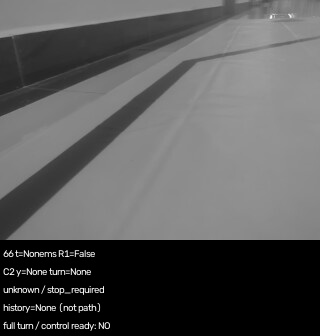 66 t=Nonems R1=False
C2 y=None turn=None
unknown / stop_required
history=None (not path)
full turn / control ready: NO